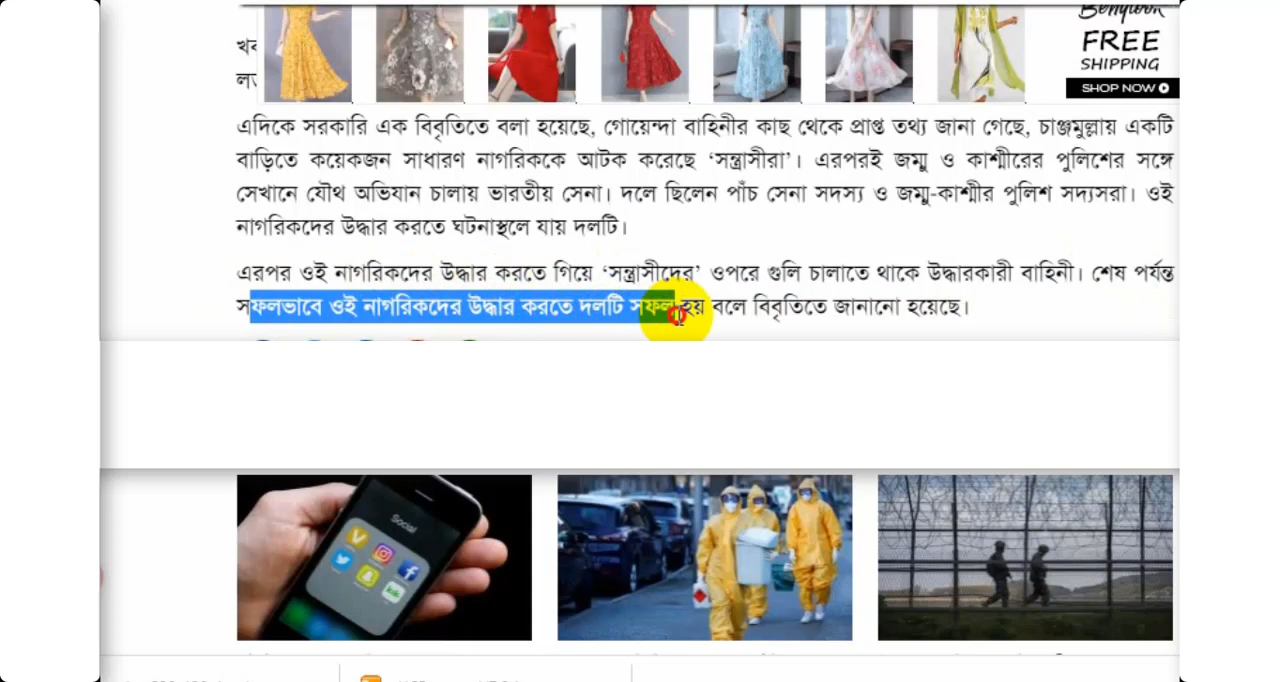 Berrylook
FREE
SHIPPING
SHOP NOW
এদিকে সরকারি এক বিবৃতিতে বলা হয়েছে, গোয়েন্দা বাহিনীর কাছ থেকে প্রাপ্ত তথ্য জানা গেছে, চাঞ্জমুল্লায় একটি
বাড়িতে কয়েকজন সাধারণ নাগরিককে আটক করেছে ‘সন্ত্রাসীরা’। এরপরই জম্মু ও কাশ্মীরের পুলিশের সঙ্গে
সেখানে যৌথ অভিযান চালায় ভারতীয় সেনা। দলে ছিলেন পাঁচ সেনা সদস্য ও জম্মু-কাশ্মীর পুলিশ সদ্যসরা। ওই
নাগরিকদের উদ্ধার করতে ঘটনাস্থলে যায় দলটি।
এরপর ওই নাগরিকদের উদ্ধার করতে গিয়ে ‘সন্ত্রাসীদের’ ওপরে গুলি চালাতে থাকে উদ্ধারকারী বাহিনী। শেষ পর্যন্ত
সফলভাবে ওই নাগরিকদের উদ্ধার করতে দলটি সফল হয় বলে বিবৃতিতে জানানো হয়েছে।
Social